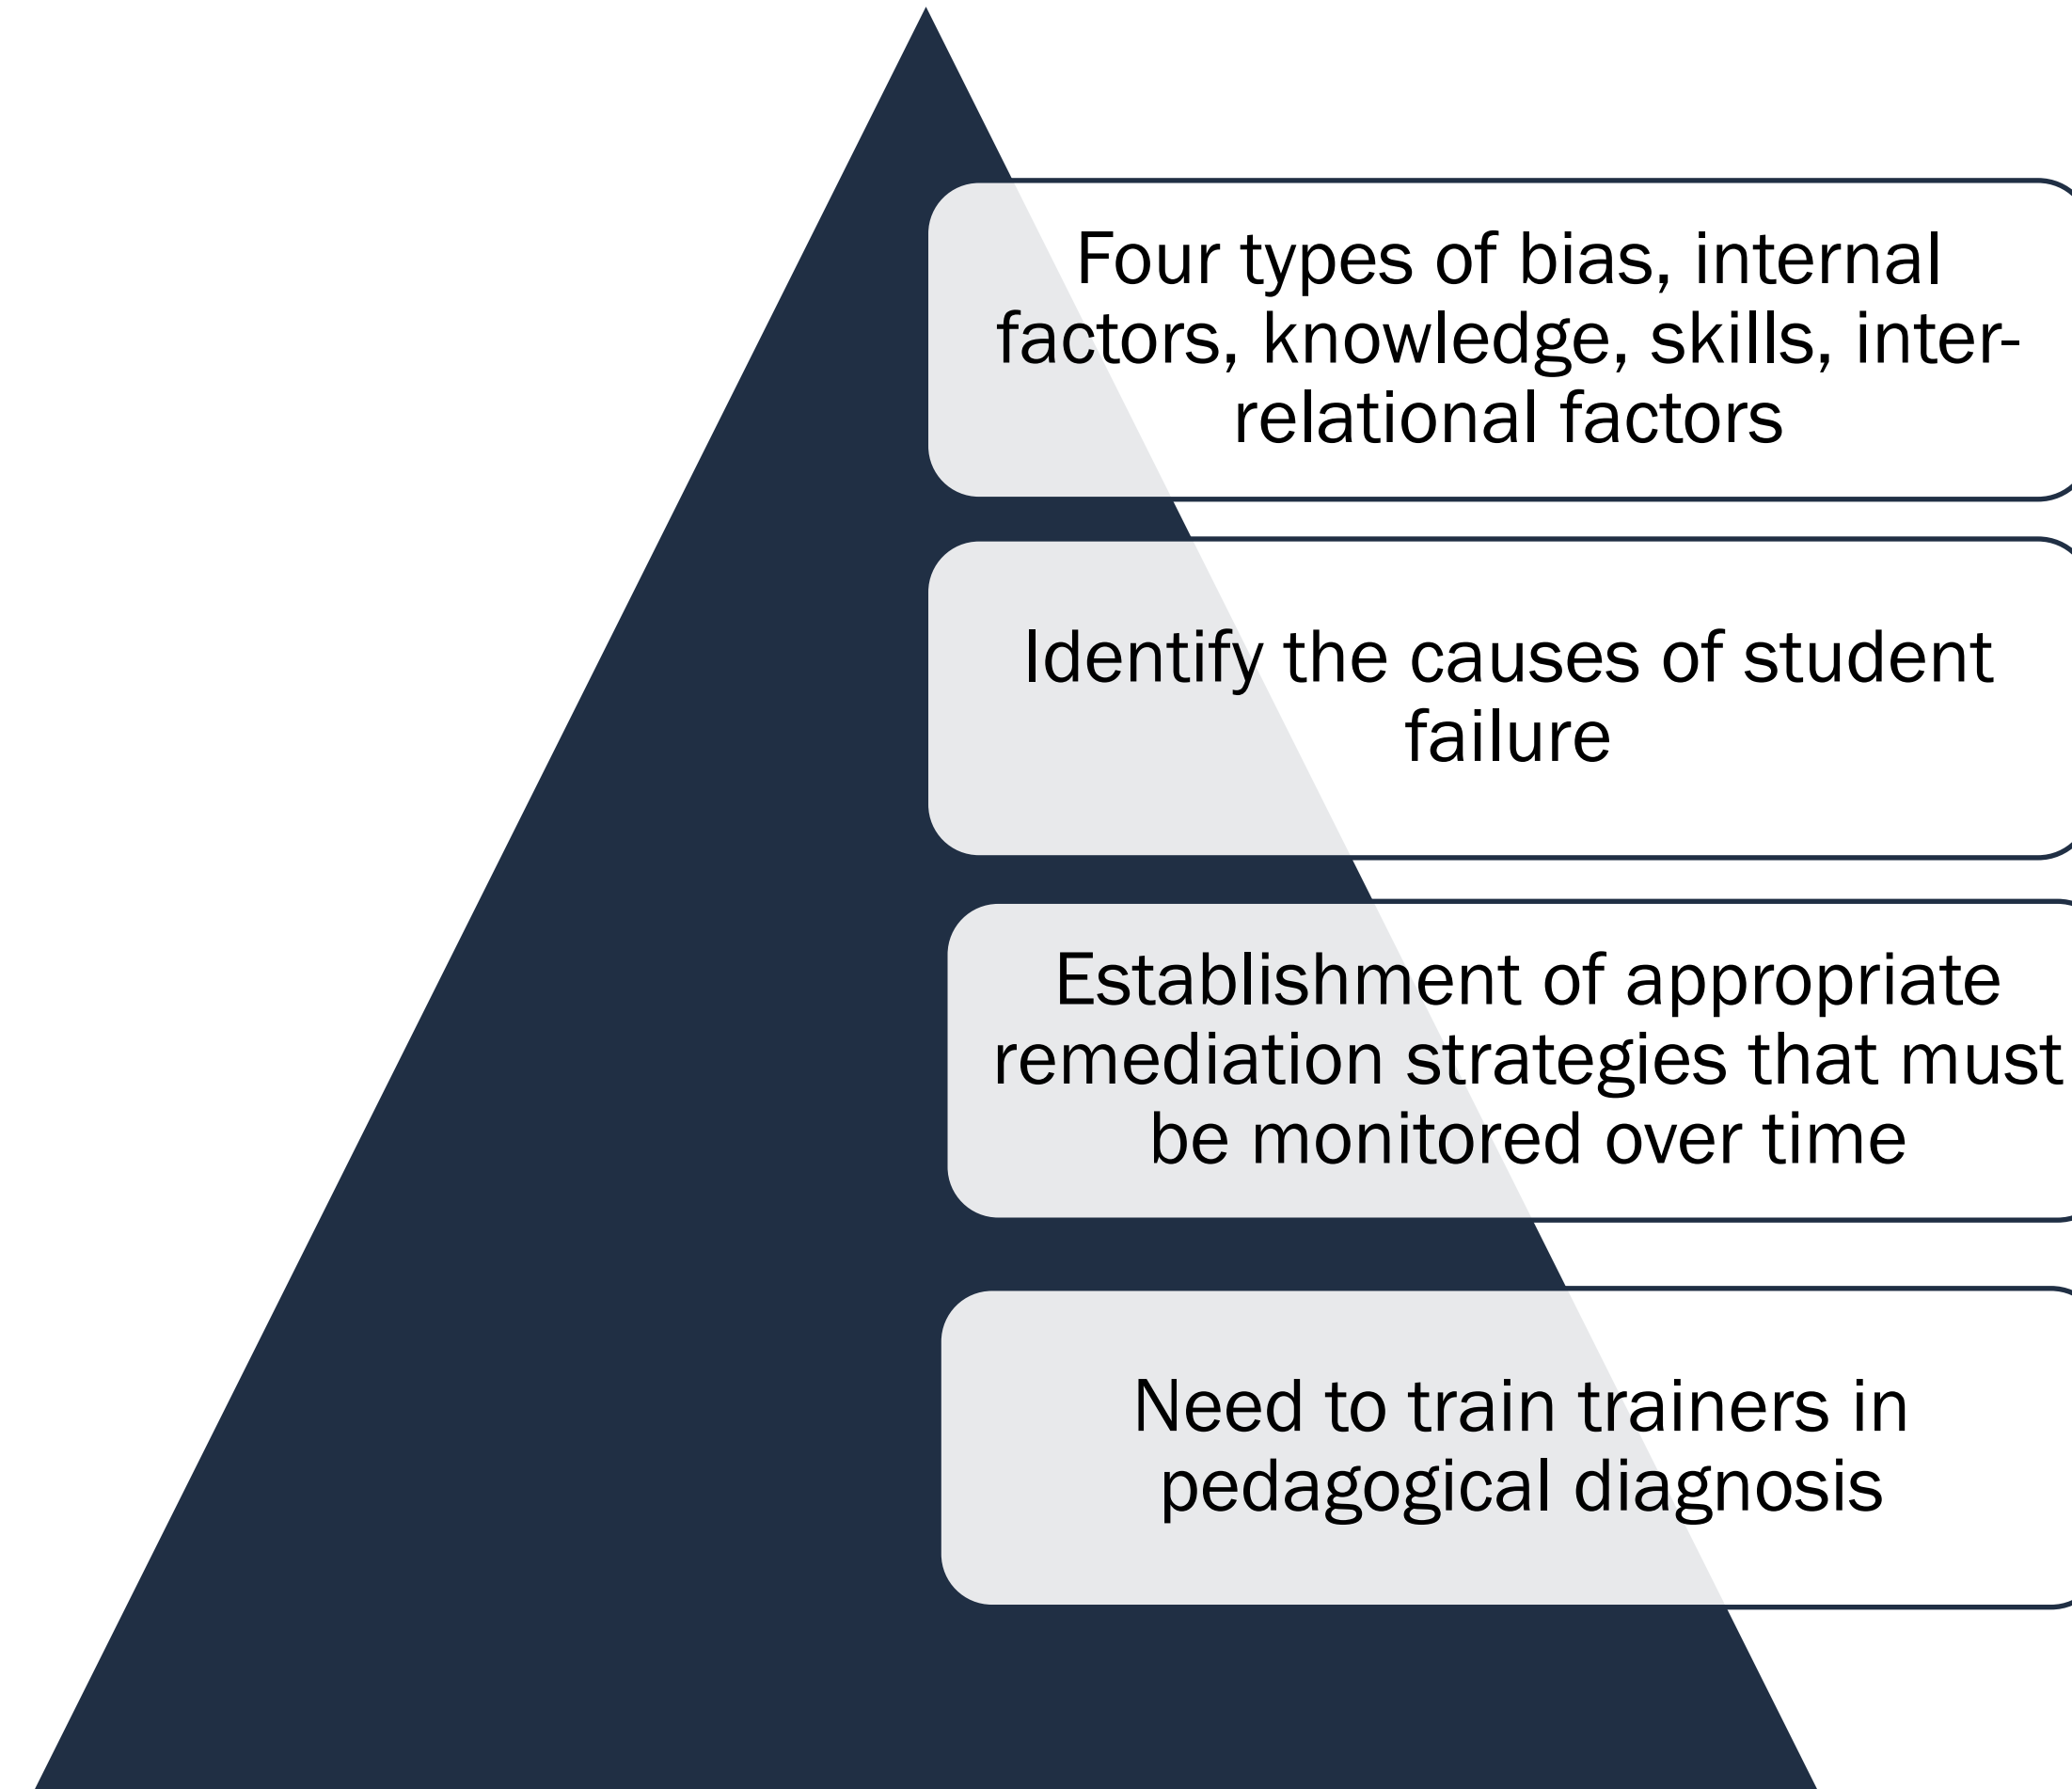 Four types of bias, internal
factors, knowledge, skills, inter-
relational factors
Identify the causes of student
failure
Establishment of appropriate
remediation strategies that must
be monitored over time
Need to train trainers in
pedagogical diagnosis